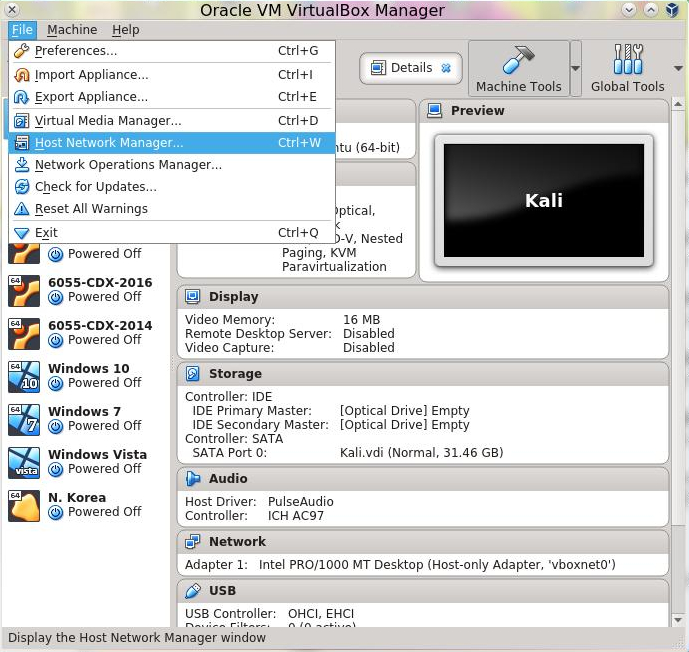 Oracle VM VirtualBox Manager
File Machine Help
Preferences... Ctrl+G
Import Appliance... Ctrl+I
Export Appliance... Ctrl+E
Virtual Media Manager... Ctrl+D
Host Network Manager... Ctrl+W
Network Operations Manager...
Check for Updates...
Reset All Warnings
Exit Ctrl+Q
Details
Machine Tools
Global Tools
ntu (64-bit)
Optical,
D-V, Nested
Paging, KVM
Paravirtualization
Preview
Kali
Powered Off
64
6055-CDX-2016
Powered Off
64
6055-CDX-2014
Powered Off
64
10
Windows 10
Powered Off
64
7
Windows 7
Powered Off
64
vista
Windows Vista
Powered Off
64
N. Korea
Powered Off
Display
Video Memory: 16 MB
Remote Desktop Server: Disabled
Video Capture: Disabled
Storage
Controller: IDE
IDE Primary Master: [Optical Drive] Empty
IDE Secondary Master: [Optical Drive] Empty
Controller: SATA
SATA Port 0: Kali.vdi (Normal, 31.46 GB)
Audio
Host Driver: PulseAudio
Controller: ICH AC97
Network
Adapter 1: Intel PRO/1000 MT Desktop (Host-only Adapter, 'vboxnet0')
USB
USB Controller: OHCI, EHCI
Device Filters: 0 (0 active)
Display the Host Network Manager window